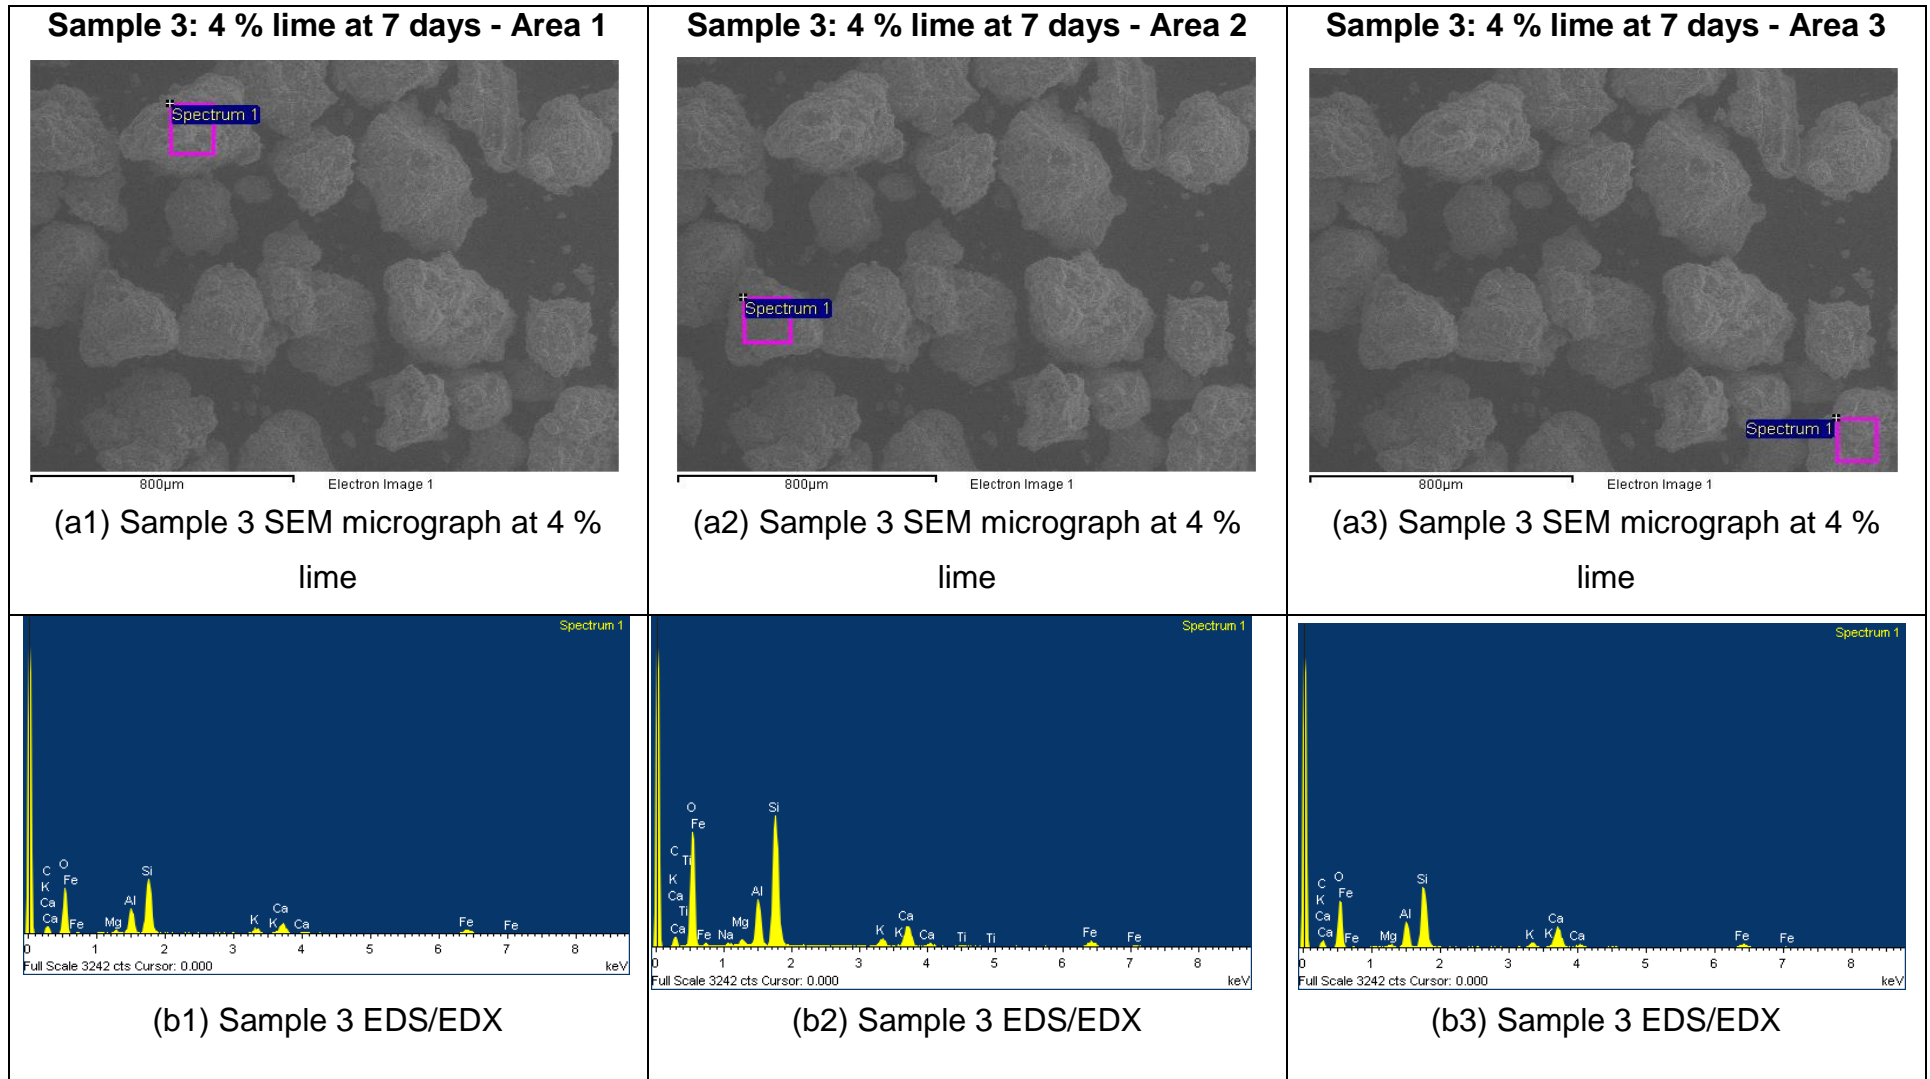 Sample 3: 4 % lime at 7 days - Area 1
Sample 3: 4 % lime at 7 days - Area 2
Sample 3: 4 % lime at 7 days - Area 3
Spectrum 1
800µm
Electron Image 1
Spectrum 1
800µm
Electron Image 1
Spectrum 1
800µm
Electron Image 1
(a1) Sample 3 SEM micrograph at 4 %
lime
(a2) Sample 3 SEM micrograph at 4 %
lime
(a3) Sample 3 SEM micrograph at 4 %
lime
Spectrum 1
C O
K Fe
Ca
Ca Fe Mg Al Si K K Ca Ca Fe Fe
0 1 2 3 4 5 6 7 8
Full Scale 3242 cts Cursor: 0.000 keV
(b1) Sample 3 EDS/EDX
Spectrum 1
O Si
Fe
C Ti
K
Ca
Ti
Ca Fe Na Mg Al K K Ca Ca Ti Ti Fe Fe
0 1 2 3 4 5 6 7 8
Full Scale 3242 cts Cursor: 0.000 keV
(b2) Sample 3 EDS/EDX
Spectrum 1
C O
K Fe
Ca
Ca Fe Mg Al Si K K Ca Ca Fe Fe
0 1 2 3 4 5 6 7 8
Full Scale 3242 cts Cursor: 0.000 keV
(b3) Sample 3 EDS/EDX